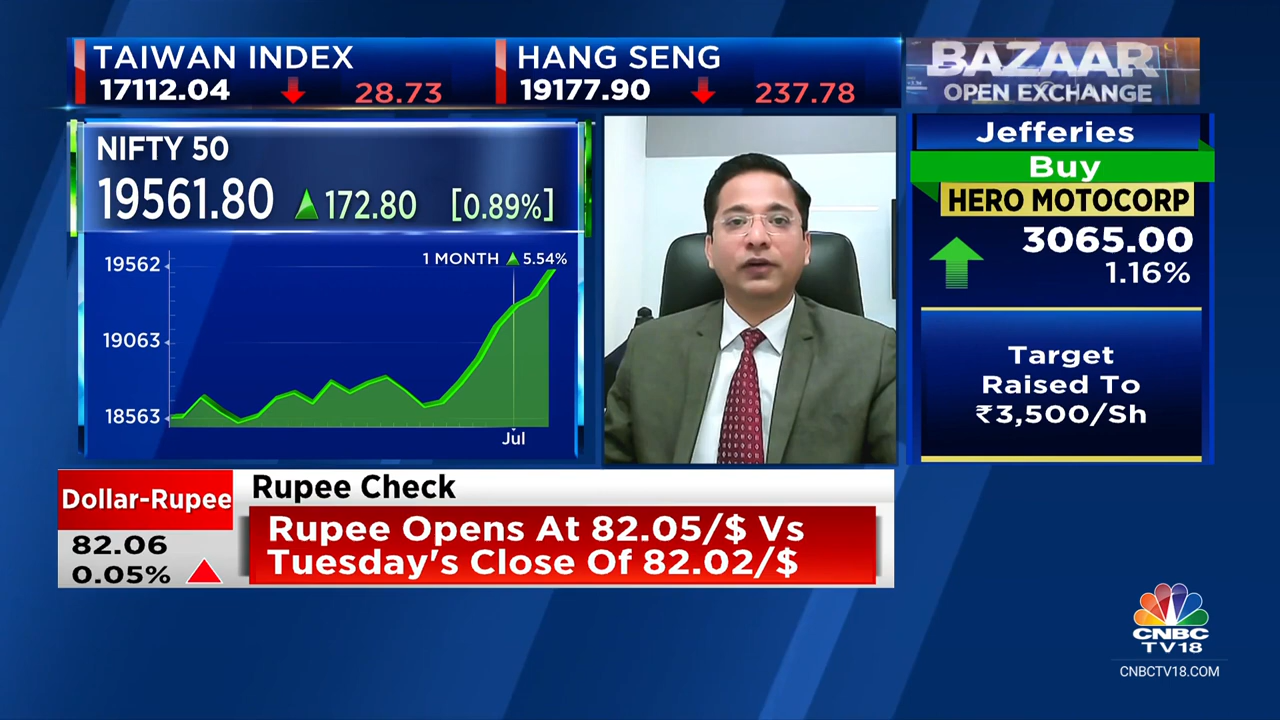 TAIWAN INDEX
17112.04 28.73
HANG SENG
19177.90 237.78
BAZAAR
OPEN EXCHANGE
NIFTY 50
19561.80 172.80 [0.89%]
1 MONTH 5.54%
19562
19063
18563
Jul
Jefferies
Buy
HERO MOTOCORP
3065.00
1.16%
Target
Raised To
₹3,500/Sh
Dollar-Rupee
82.06
0.05%
Rupee Check
Rupee Opens At 82.05/$ Vs
Tuesday's Close Of 82.02/$
CNBC
TV18
CNBCTV18.COM